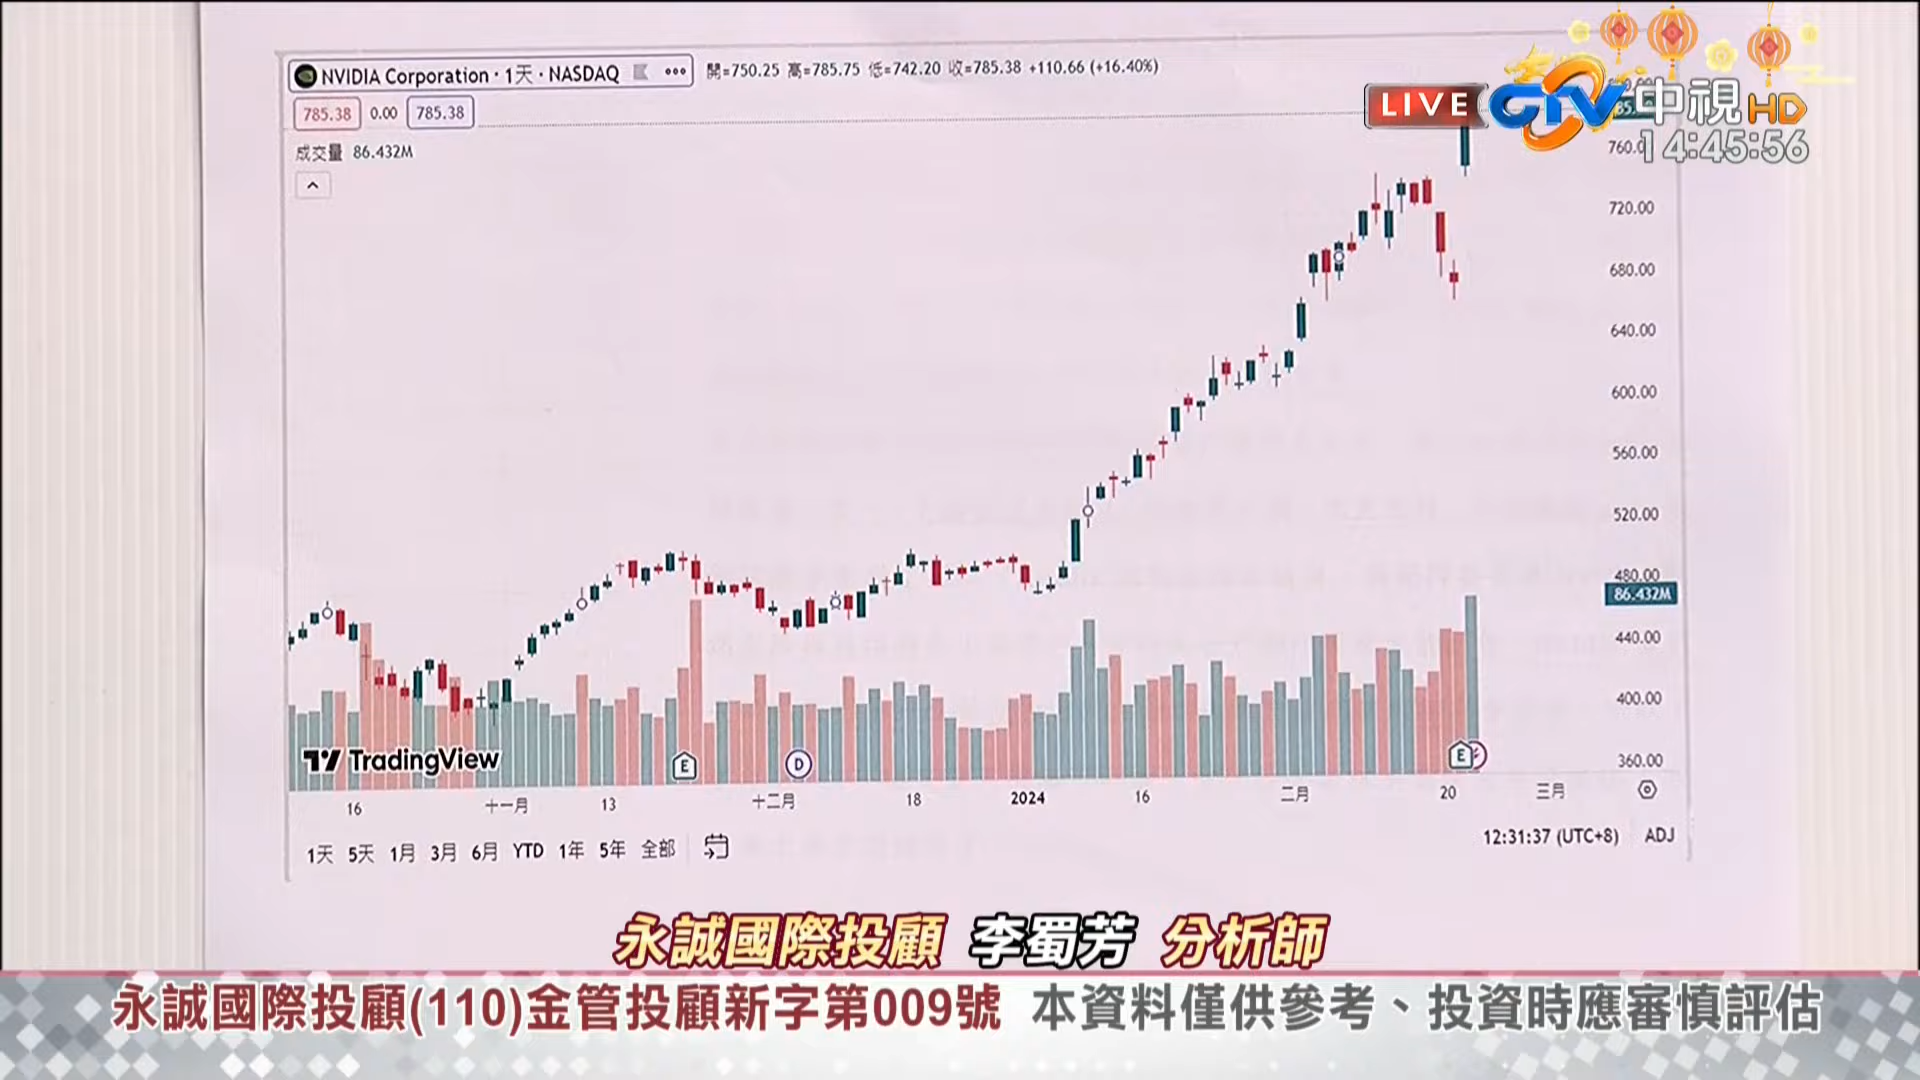 NVIDIA Corporation · 1天 · NASDAQ 開=750.25 高=785.75 低=742.20 收=785.38 +110.66 (+16.40%)
785.38 0.00 785.38
成交量 86.432M
LIVE CTV 中視 HD
14:45:56
760.0
720.00
680.00
640.00
600.00
560.00
520.00
480.00
86.432M
440.00
400.00
360.00
TradingView
E D E
16 十一月 13 十二月 18 2024 16 二月 20 三月
12:31:37 (UTC+8) ADJ
1天 5天 1月 3月 6月 YTD 1年 5年 全部
永誠國際投顧 李蜀芳 分析師
永誠國際投顧(110)金管投顧新字第009號 本資料僅供參考、投資時應審慎評估